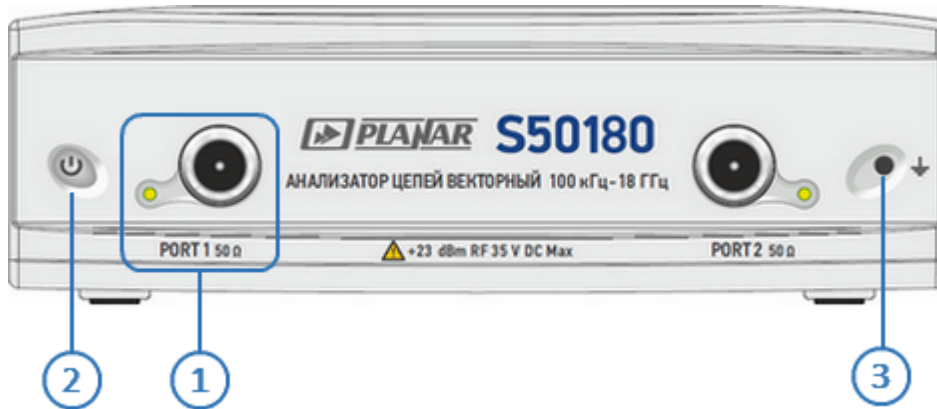 PLANAR S50180
АНАЛИЗАТОР ЦЕПЕЙ ВЕКТОРНЫЙ 100 кГц-18 ГГц
PORT 1 50 Ω
+23 dBm RF 35 V DC Max
PORT 2 50 Ω
2
1
3